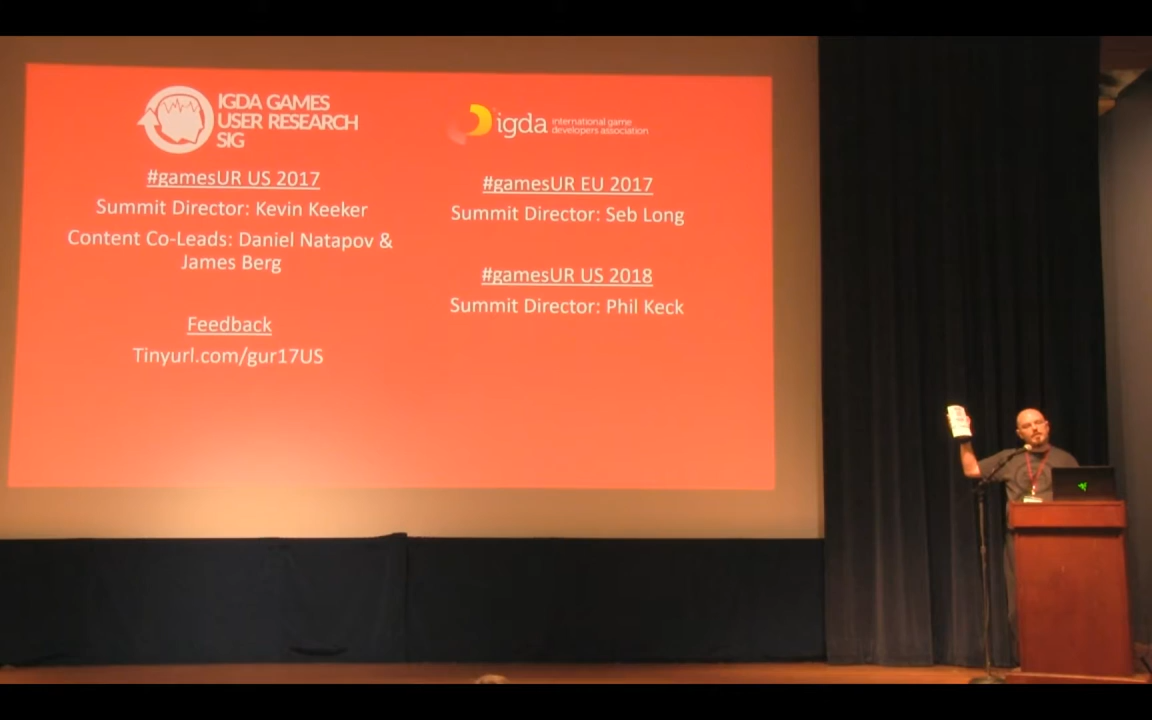 IGDA GAMES
USER RESEARCH
SIG
#gamesUR US 2017
Summit Director: Kevin Keeker
Content Co-Leads: Daniel Natapov &
James Berg
Feedback
Tinyurl.com/gur17US
igda international game
developers association
#gamesUR EU 2017
Summit Director: Seb Long
#gamesUR US 2018
Summit Director: Phil Keck